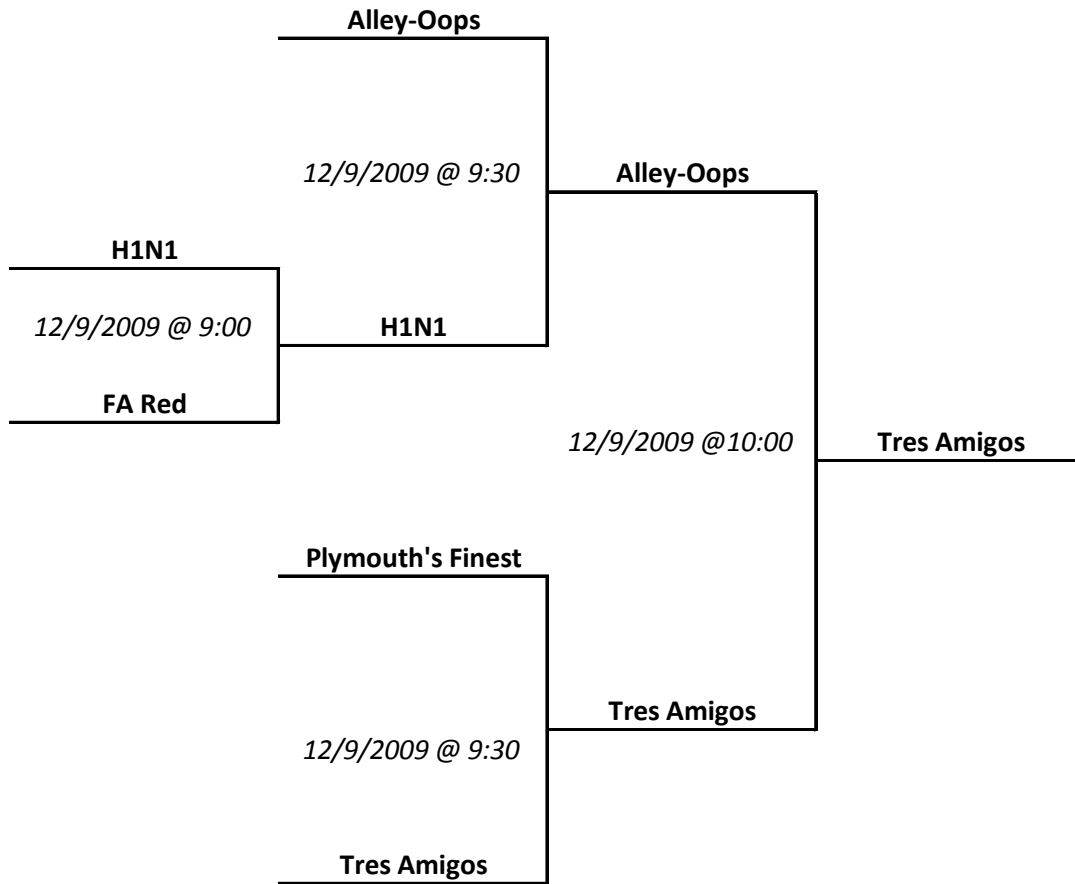 Alley-Oops
12/9/2009 @ 9:30
Alley-Oops
H1N1
12/9/2009 @ 9:00
H1N1
FA Red
12/9/2009 @10:00
Tres Amigos
Plymouth's Finest
Tres Amigos
12/9/2009 @ 9:30
Tres Amigos